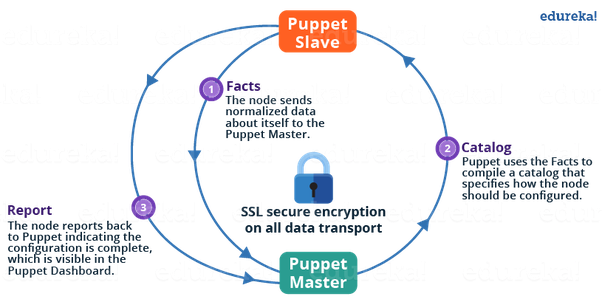 edureka!
Puppet
Slave
1
Facts
The node sends
normalized data
about itself to the
Puppet Master.
2
Catalog
Puppet uses the Facts to
compile a catalog that
specifies how the node
should be configured.
SSL secure encryption
on all data transport
3
Report
The node reports back
to Puppet indicating the
configuration is complete,
which is visible in the
Puppet Dashboard.
Puppet
Master